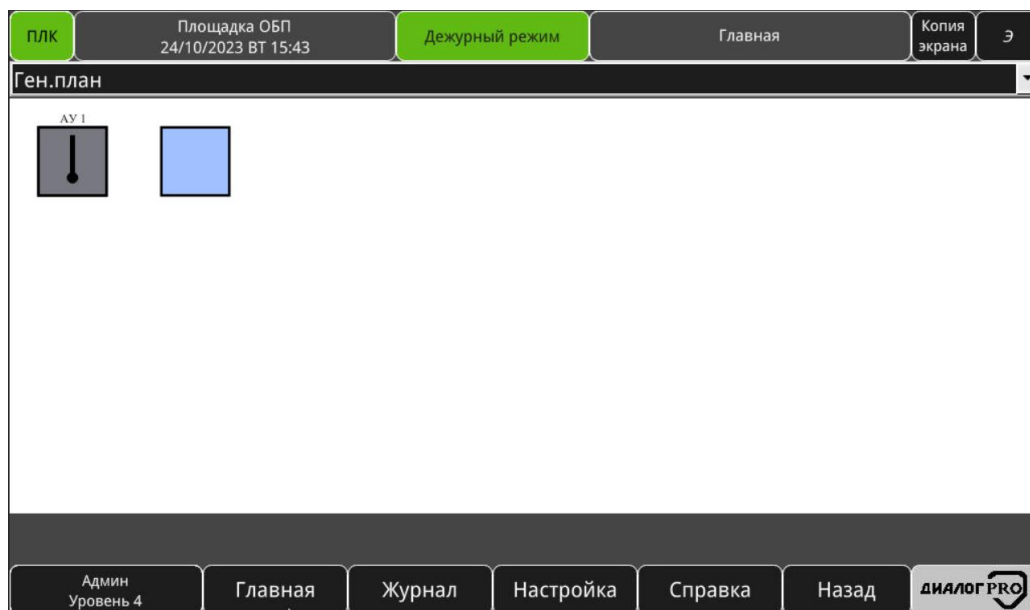 ПЛК
Площадка ОБП
24/10/2023 ВТ 15:43
Дежурный режим
Главная
Копия
экрана
Э
Ген.план
АУ 1
Админ
Уровень 4
Главная
Журнал
Настройка
Справка
Назад
ДИАЛОГ PRO